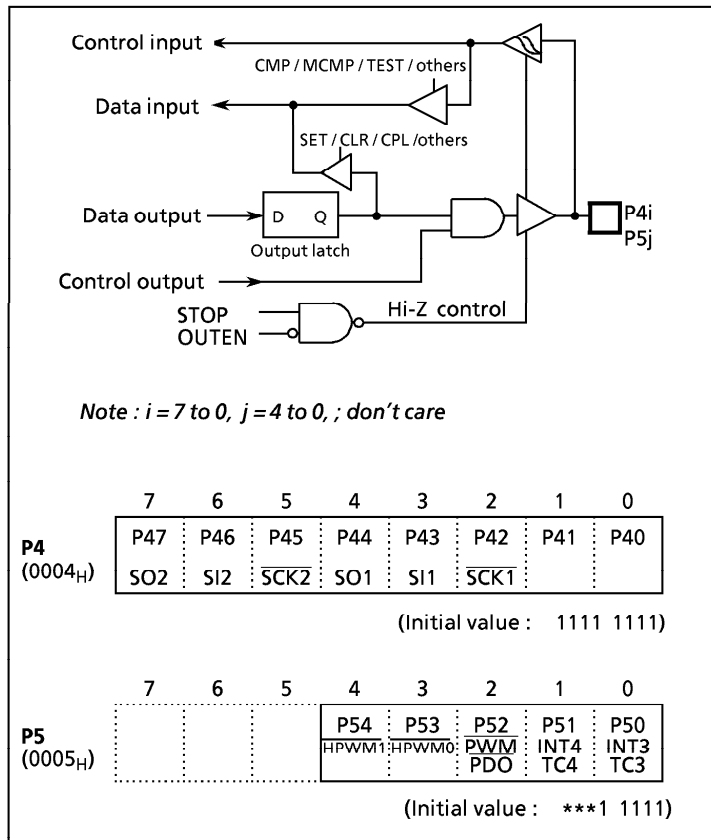 Control input
CMP / MCMP / TEST / others
Data input
SET / CLR / CPL /others
Data output
D Q
P4i
P5j
Output latch
Control output
STOP
Hi-Z control
OUTEN
Note : i = 7 to 0, j = 4 to 0, ; don't care
7 6 5 4 3 2 1 0
P4
(0004H)
P47 P46 P45 P44 P43 P42 P41 P40
SO2 SI2 SCK2 SO1 SI1 SCK1
(Initial value : 1111 1111)
7 6 5 4 3 2 1 0
P5
(0005H)
P54 P53 P52 P51 P50
HPWM1 HPWM0 PWM INT4 INT3
PDO TC4 TC3
(Initial value : ***1 1111)